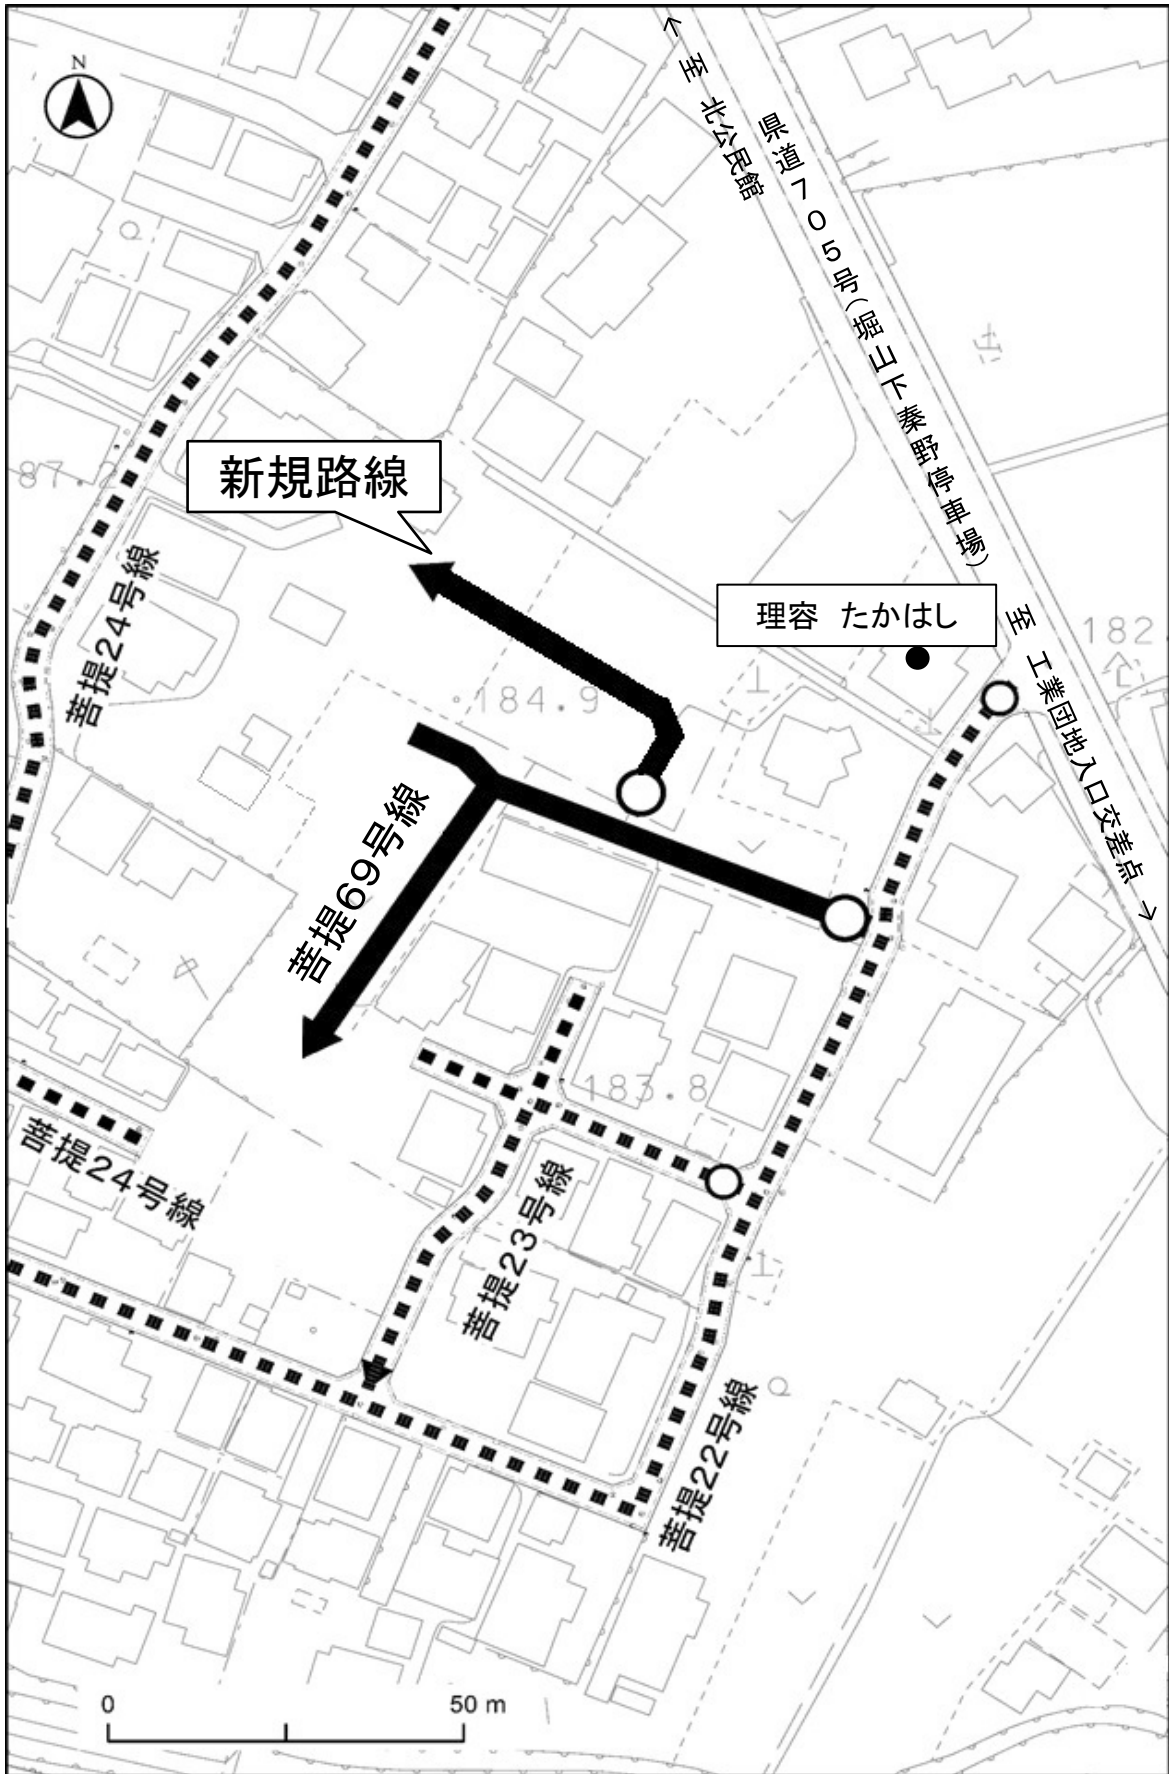 N
← 至 北公民館
県道705号(堀山下秦野停車場)
87.2
新規路線
理容 たかはし
至 工業団地入口交差点 →
182
菩提24号線
184.9
菩提69号線
183.8
菩提24号線
菩提23号線
菩提22号線
0 50 m